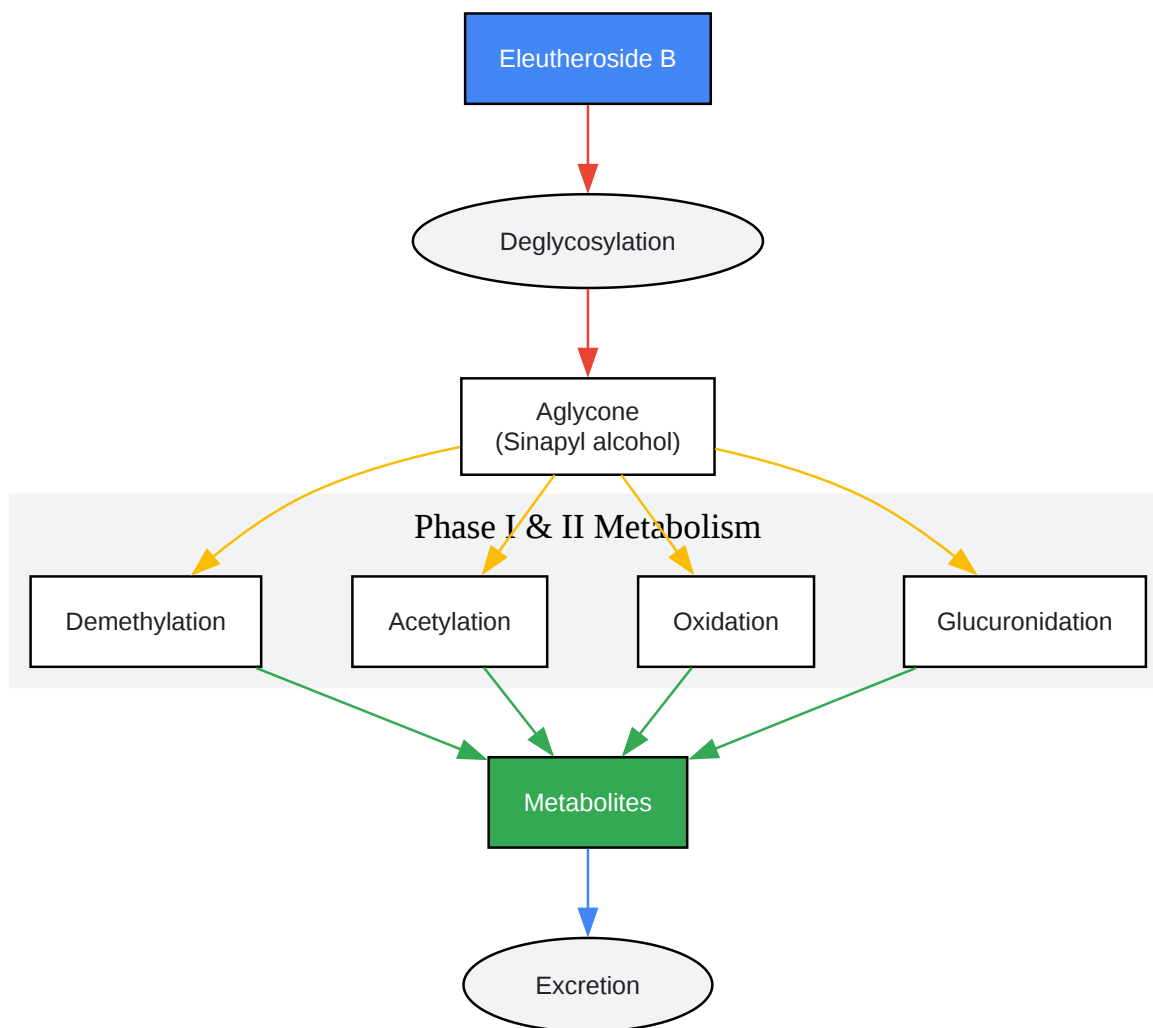 Eleutheroside B
Deglycosylation
Aglycone
(Sinapyl alcohol)
Phase I & II Metabolism
Demethylation
Acetylation
Oxidation
Glucuronidation
Metabolites
Excretion